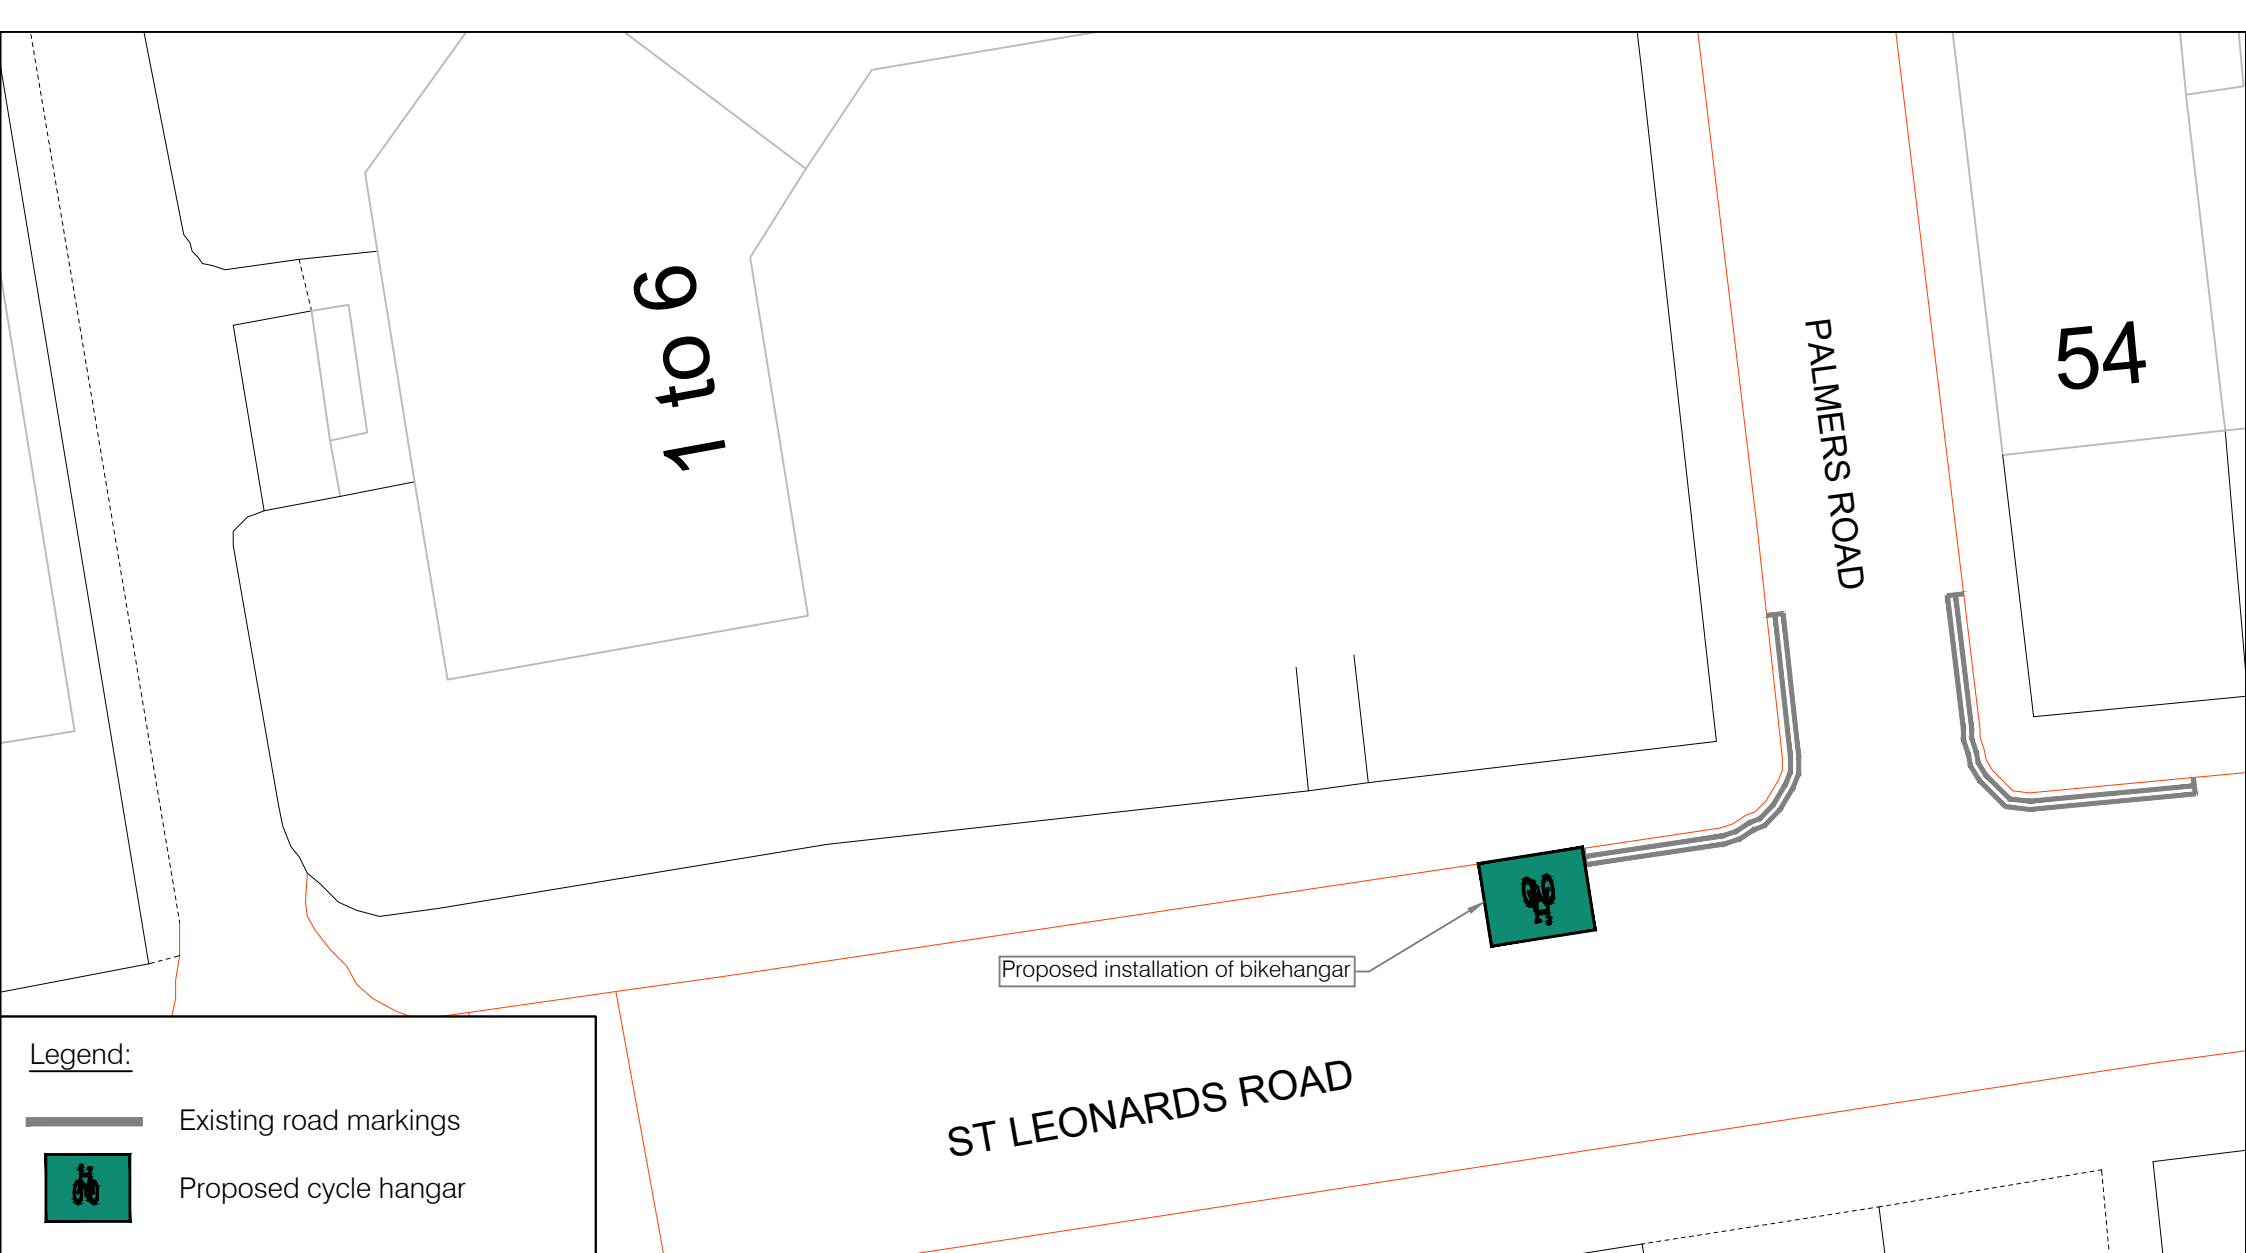 1 to 6
PALMERS ROAD
54
Proposed installation of bikehangar
ST LEONARDS ROAD
Legend:
Existing road markings
Proposed cycle hangar